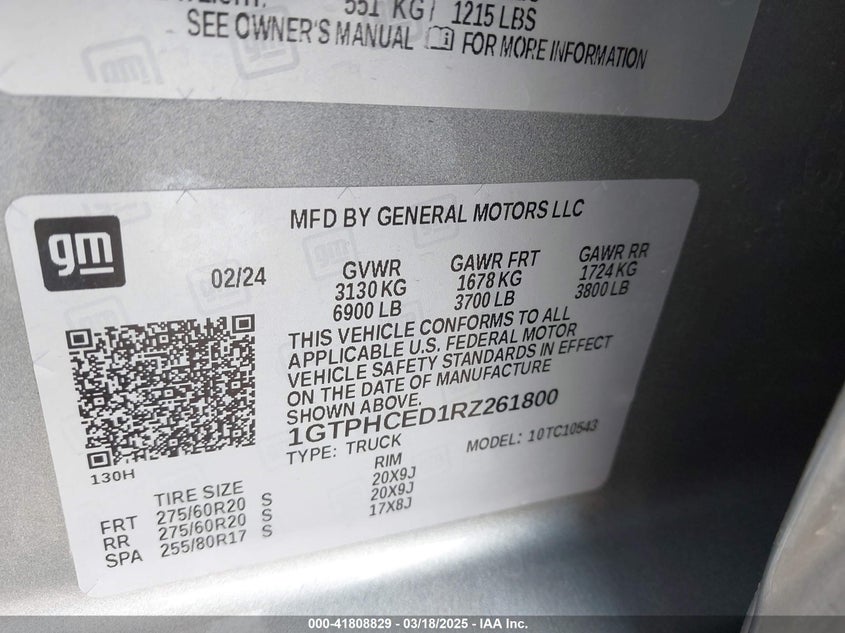 551 KG / 1215 LBS
SEE OWNER'S MANUAL FOR MORE INFORMATION
gm
MFD BY GENERAL MOTORS LLC
02/24
GVWR
3130 KG
6900 LB
GAWR FRT
1678 KG
3700 LB
GAWR RR
1724 KG
3800 LB
THIS VEHICLE CONFORMS TO ALL
APPLICABLE U.S. FEDERAL MOTOR
VEHICLE SAFETY STANDARDS IN EFFECT
ON THE DATE OF MANUFACTURE
SHOWN ABOVE.
1GTPHCED1RZ261800
TYPE: TRUCK
MODEL: 10TC10543
130H
TIRE SIZE RIM
FRT 275/60R20 S 20X9J
RR 275/60R20 S 20X9J
SPA 255/80R17 S 17X8J
000-41808829 / 03/18/2025 - IAA Inc.